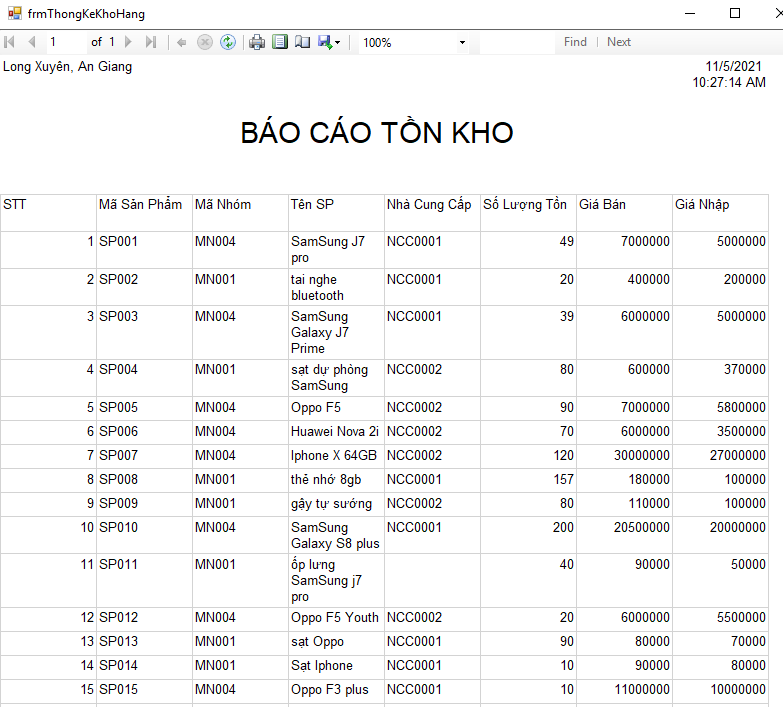 frmThongKeKhoHang
1 of 1 100% Find Next
Long Xuyên, An Giang 11/5/2021
10:27:14 AM
BÁO CÁO TỒN KHO
STT Mã Sản Phẩm Mã Nhóm Tên SP Nhà Cung Cấp Số Lượng Tồn Giá Bán Giá Nhập
1 SP001 MN004 SamSung J7 NCC0001 49 7000000 5000000
pro
2 SP002 MN001 tai nghe NCC0001 20 400000 200000
bluetooth
3 SP003 MN004 SamSung NCC0001 39 6000000 5000000
Galaxy J7
Prime
4 SP004 MN001 sạt dự phòng NCC0002 80 600000 370000
SamSung
5 SP005 MN004 Oppo F5 NCC0002 90 7000000 5800000
6 SP006 MN004 Huawei Nova 2i NCC0002 70 6000000 3500000
7 SP007 MN004 Iphone X 64GB NCC0002 120 30000000 27000000
8 SP008 MN001 thẻ nhớ 8gb NCC0001 157 180000 100000
9 SP009 MN001 gậy tự sướng NCC0002 80 110000 100000
10 SP010 MN004 SamSung NCC0001 200 20500000 20000000
Galaxy S8 plus
11 SP011 MN001 ốp lưng 40 90000 50000
SamSung j7
pro
12 SP012 MN004 Oppo F5 Youth NCC0002 20 6000000 5500000
13 SP013 MN001 sạt Oppo NCC0001 90 80000 70000
14 SP014 MN001 Sạt Iphone NCC0001 10 90000 80000
15 SP015 MN004 Oppo F3 plus NCC0001 10 11000000 10000000